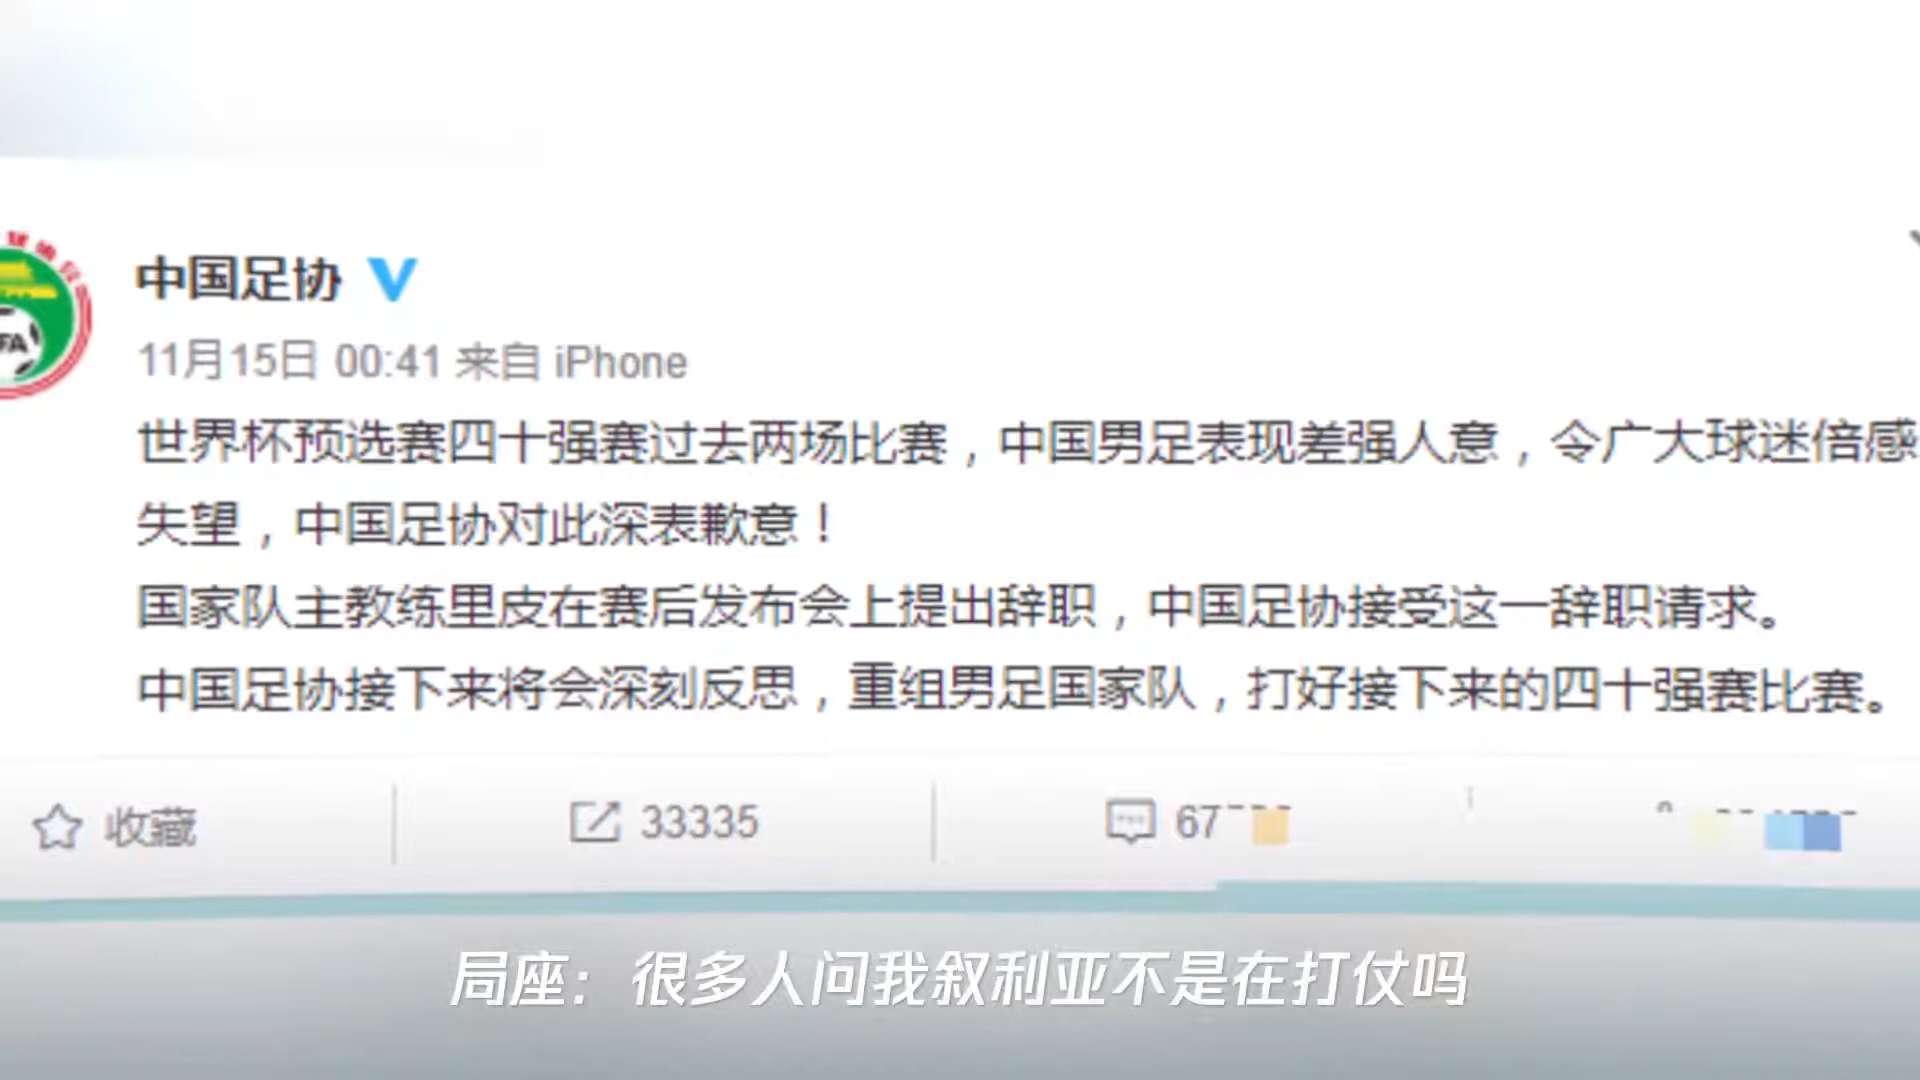 中国足协
11月15日 00:41 来自 iPhone
世界杯预选赛四十强赛过去两场比赛，中国男足表现差强人意，令广大球迷倍感
失望，中国足协对此深表歉意！
国家队主教练里皮在赛后发布会上提出辞职，中国足协接受这一辞职请求。
中国足协接下来将会深刻反思，重组男足国家队，打好接下来的四十强赛比赛。
收藏 33335 67
局座：很多人问我叙利亚不是在打仗吗